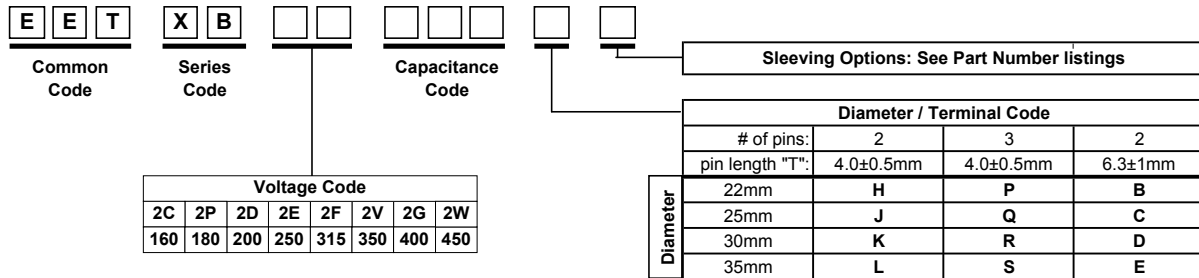 E E T X B
Common Code
Series Code
Capacitance Code
Sleeving Options: See Part Number listings
Voltage Code
2C 2P 2D 2E 2F 2V 2G 2W
160 180 200 250 315 350 400 450
Diameter / Terminal Code
# of pins: 2 3 2
pin length "T": 4.0±0.5mm 4.0±0.5mm 6.3±1mm
Diameter
22mm H P B
25mm J Q C
30mm K R D
35mm L S E